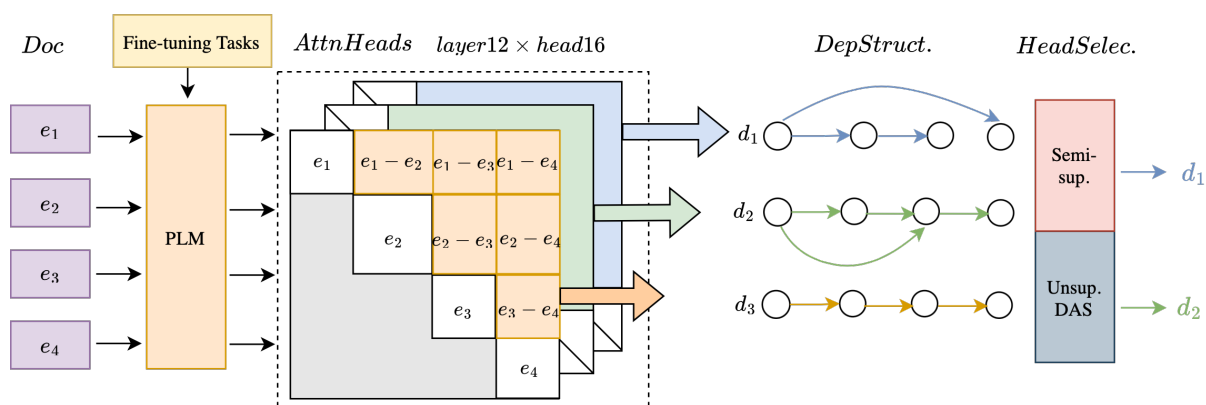 Doc
Fine-tuning Tasks
AttnHeads layer12 × head16
DepStruct.
HeadSelec.
e₁
e₂
e₃
e₄
PLM
e₁
e₁ − e₂
e₁ − e₃
e₁ − e₄
e₂
e₂ − e₃
e₂ − e₄
e₃
e₃ − e₄
e₄
d₁
d₂
d₃
Semi-
sup.
Unsup.
DAS
d₁
d₂